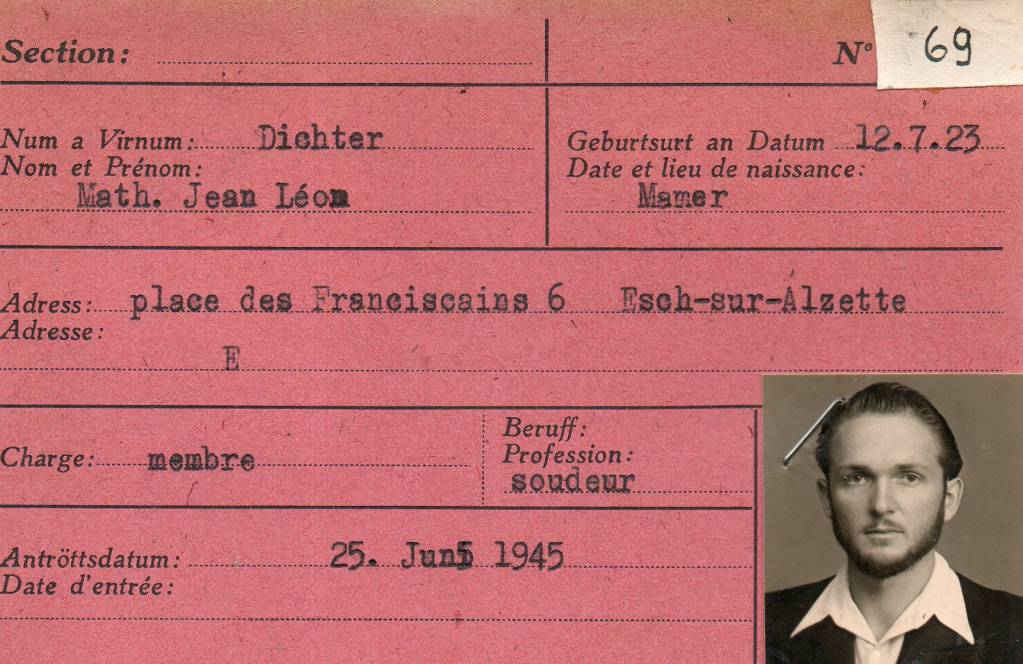 Section:
N° 69
Num a Virnum: Dichter
Nom et Prénom:
Math. Jean Léon
Geburtsurt an Datum 12.7.23
Date et lieu de naissance:
Mamer
Adress: place des Franciscains 6 Esch-sur-Alzette
Adresse:
E
Charge: membre
Beruff:
Profession:
soudeur
Antröttsdatum: 25. Juni 1945
Date d'entrée: